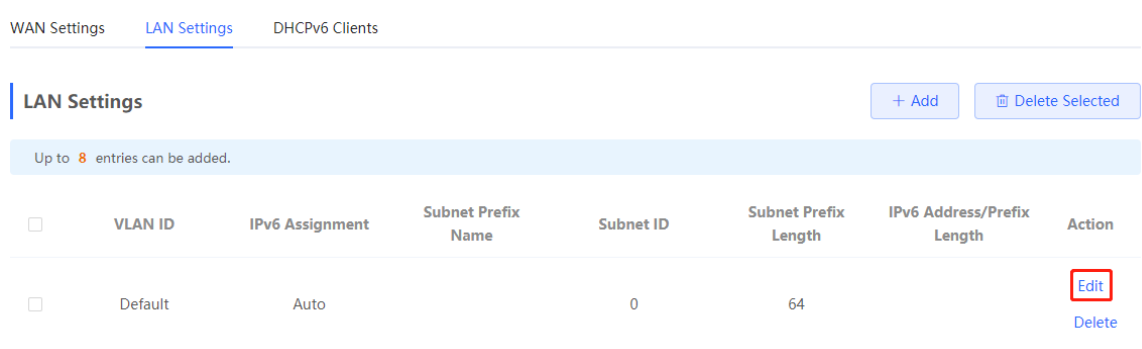 WAN Settings LAN Settings DHCPv6 Clients
LAN Settings + Add Delete Selected
Up to 8 entries can be added.
VLAN ID IPv6 Assignment Subnet Prefix Name Subnet ID Subnet Prefix Length IPv6 Address/Prefix Length Action
Default Auto 0 64 Edit
Delete